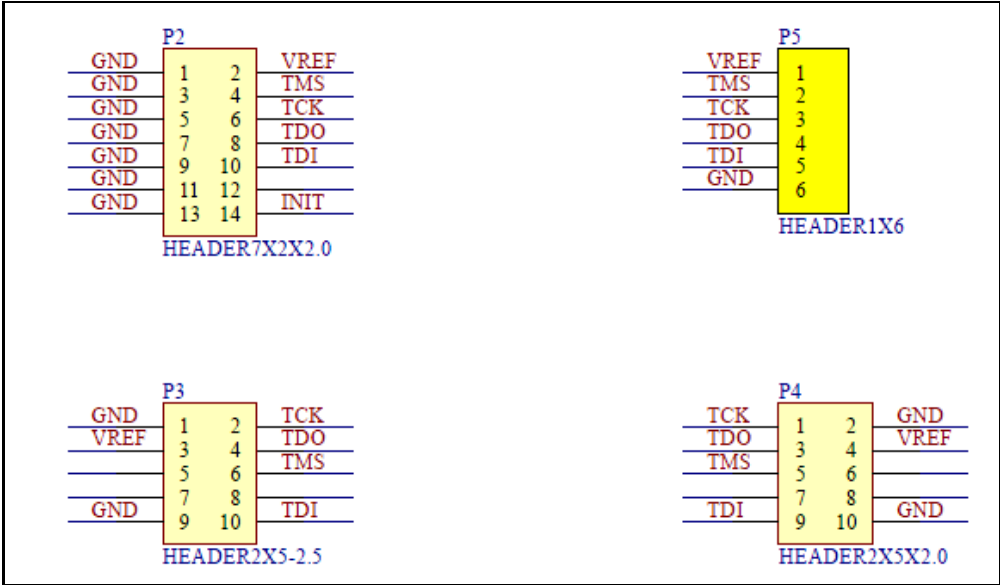 P2
GND 1 2 VREF
GND 3 4 TMS
GND 5 6 TCK
GND 7 8 TDO
GND 9 10 TDI
GND 11 12
GND 13 14 INIT
HEADER7X2X2.0
P5
VREF 1
TMS 2
TCK 3
TDO 4
TDI 5
GND 6
HEADER1X6
P3
GND 1 2 TCK
VREF 3 4 TDO
5 6 TMS
7 8
GND 9 10 TDI
HEADER2X5-2.5
P4
TCK 1 2 GND
TDO 3 4 VREF
TMS 5 6
7 8
TDI 9 10 GND
HEADER2X5X2.0